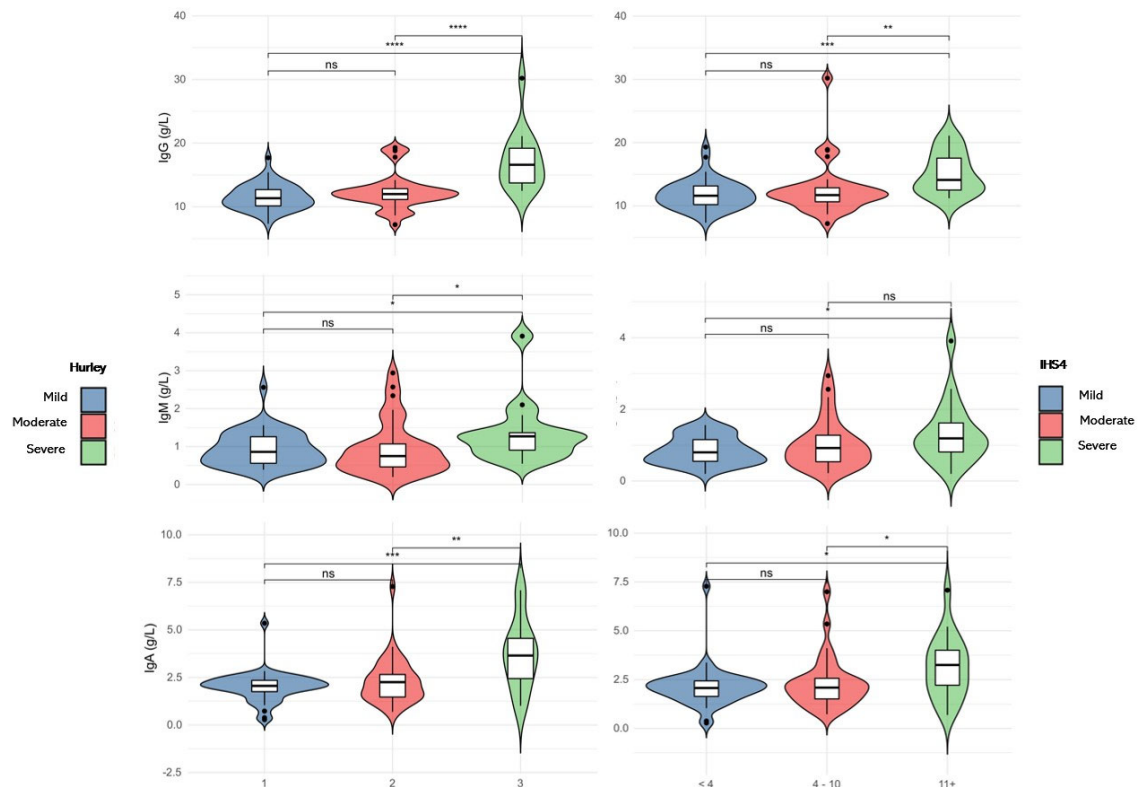 40
30
20
10
IgG (g/L)
ns
****
****
40
30
20
10
ns
***
**
5
4
3
2
1
0
IgM (g/L)
ns
*
*
4
2
0
ns
*
ns
Hurley
Mild
Moderate
Severe
IHS4
Mild
Moderate
Severe
10.0
7.5
5.0
2.5
0.0
-2.5
IgA (g/L)
ns
***
**
1
2
3
10.0
7.5
5.0
2.5
0.0
ns
*
*
< 4
4 - 10
11+